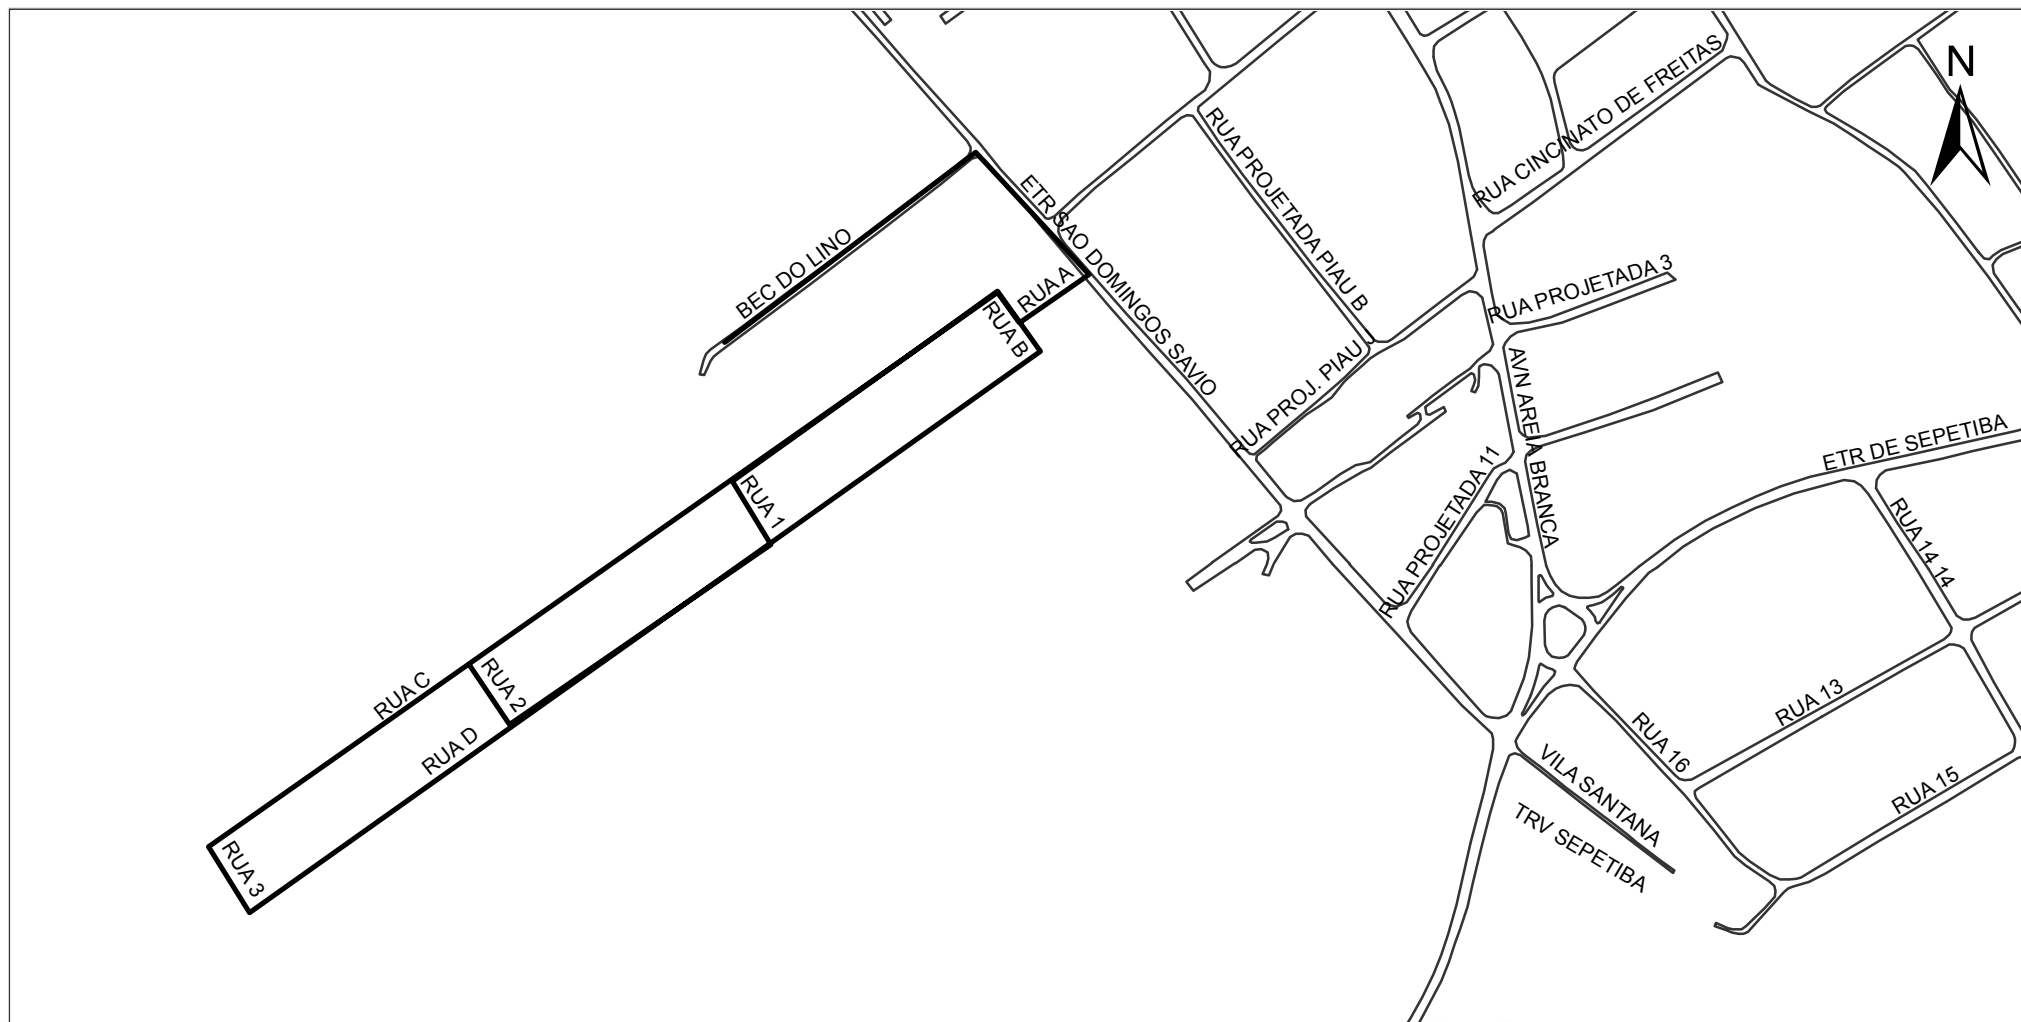 N
RUA CINCINATO DE FREITAS
RUA PROJETADA PIAU B
ETR SAO DOMINGOS SAVIO
BEC DO LINO
RUA A
RUA B
RUA PROJETADA 3
RUA PROJ. PIAU J
AVN AREIA BRANCA
ETR DE SEPETIBA
RUA PROJETADA 11
RUA 1
RUA 14 14
RUA 2
RUA C
RUA D
RUA 13
RUA 16
RUA 15
VILA SANTANA
TRV SEPETIBA
RUA 3